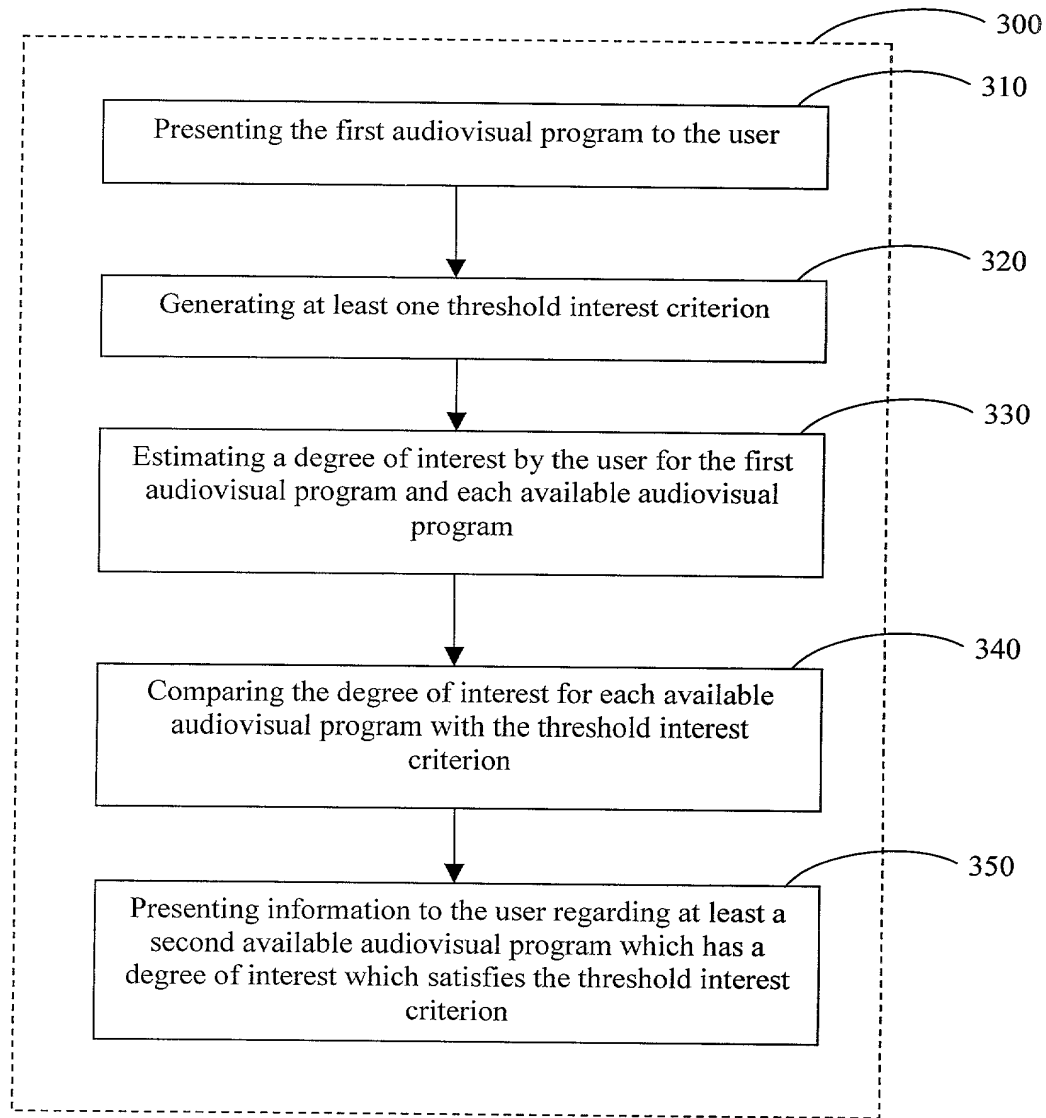 300
310
Presenting the first audiovisual program to the user
320
Generating at least one threshold interest criterion
330
Estimating a degree of interest by the user for the first
audiovisual program and each available audiovisual
program
340
Comparing the degree of interest for each available
audiovisual program with the threshold interest
criterion
350
Presenting information to the user regarding at least a
second available audiovisual program which has a
degree of interest which satisfies the threshold interest
criterion